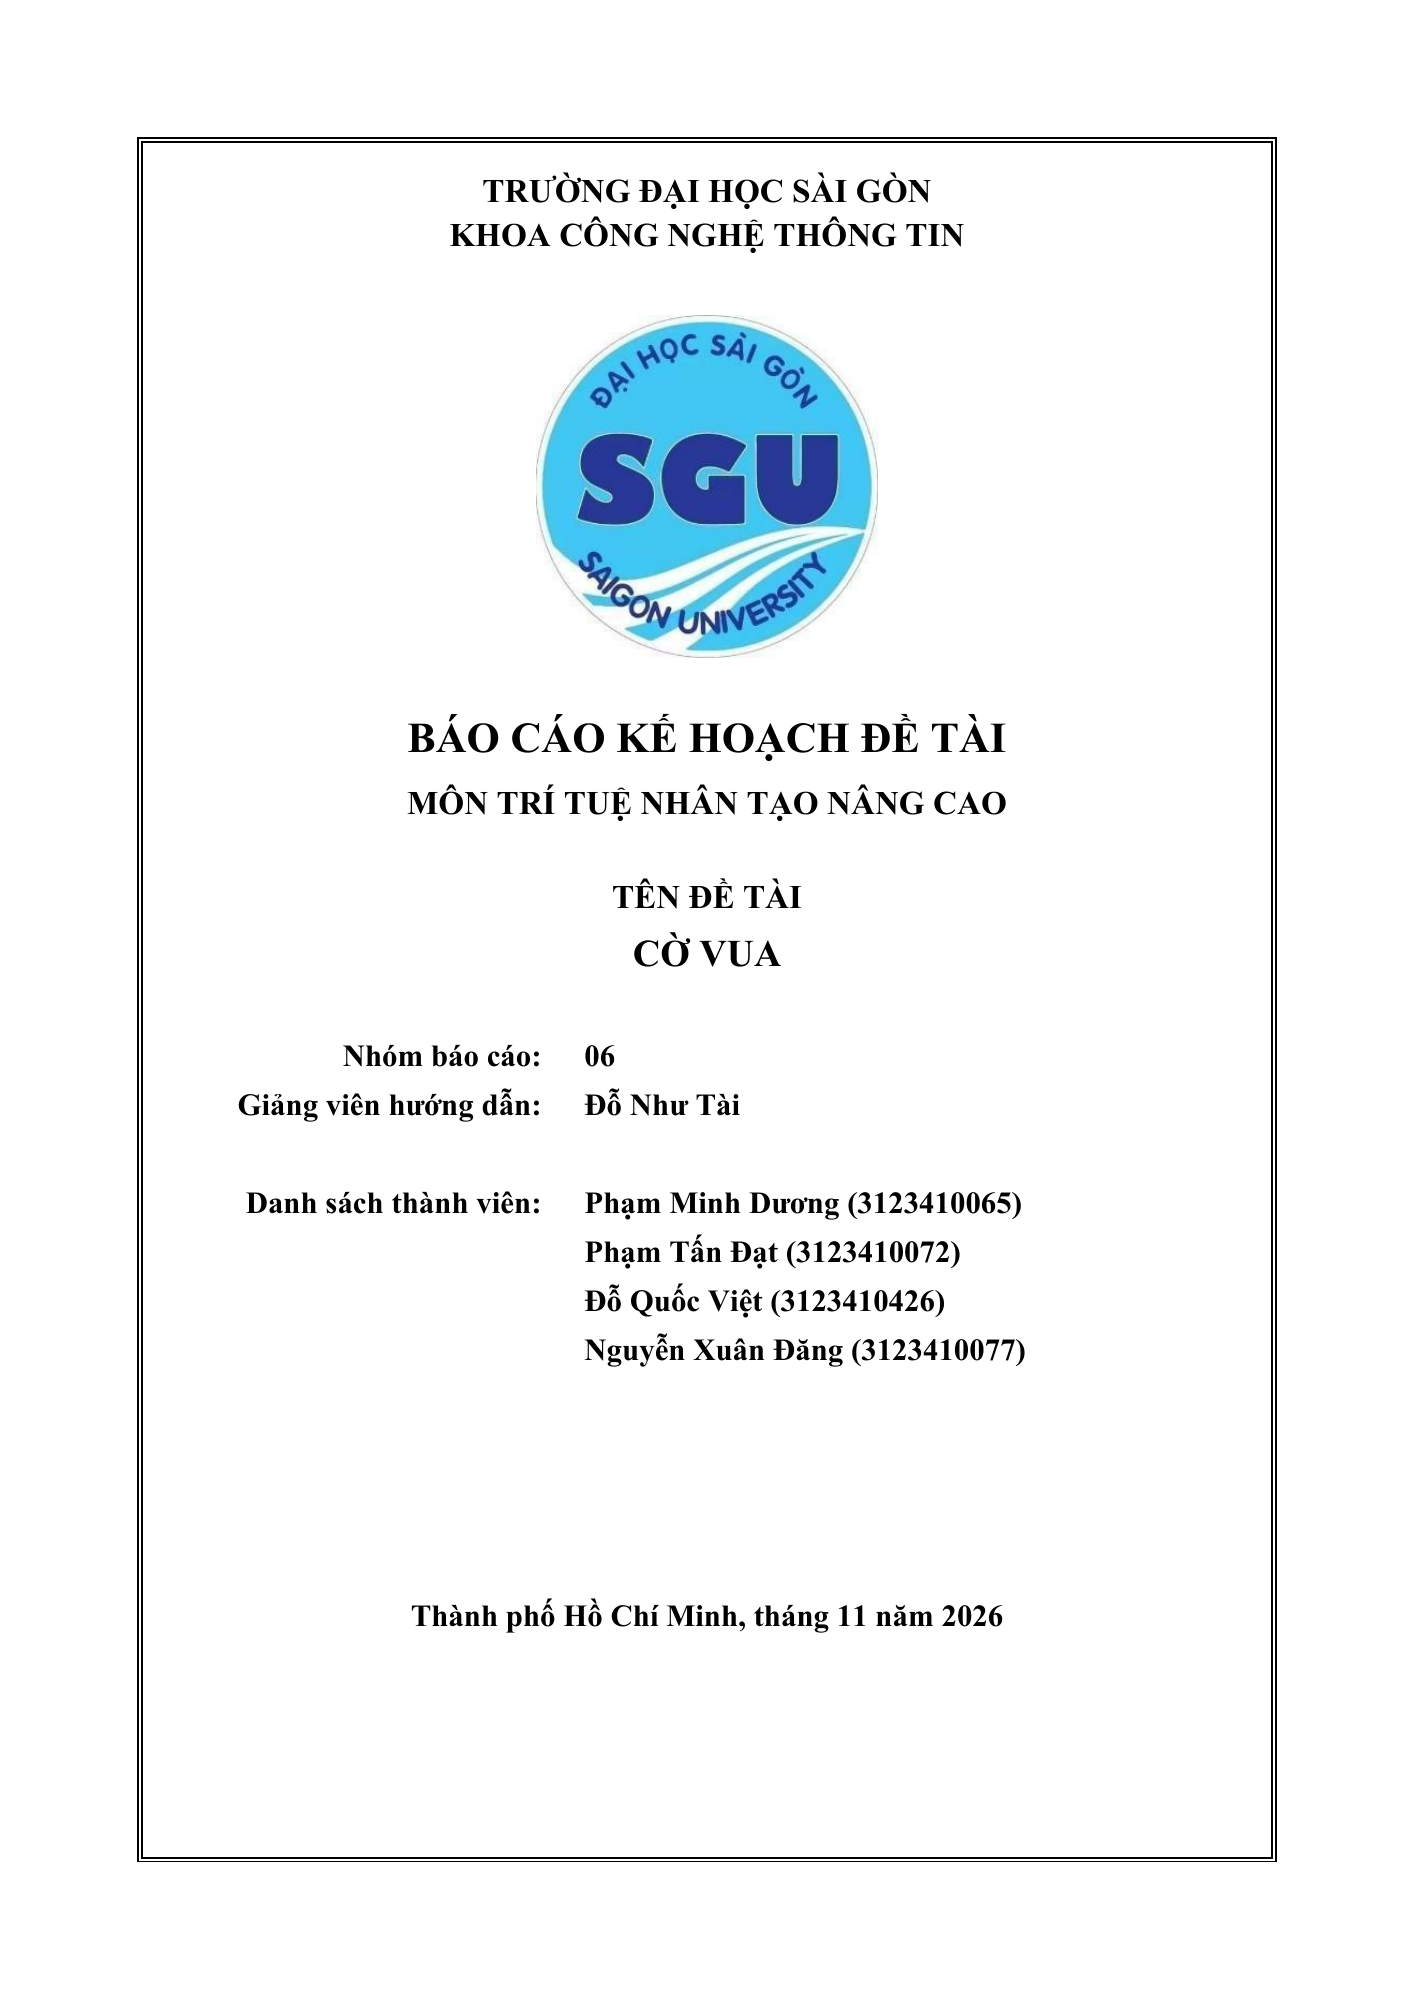 TRƯỜNG ĐẠI HỌC SÀI GÒN
KHOA CÔNG NGHỆ THÔNG TIN
ĐẠI HỌC SÀI GÒN
SGU
SAIGON UNIVERSITY
BÁO CÁO KẾ HOẠCH ĐỀ TÀI
MÔN TRÍ TUỆ NHÂN TẠO NÂNG CAO
TÊN ĐỀ TÀI
CỜ VUA
Nhóm báo cáo: 06
Giảng viên hướng dẫn: Đỗ Như Tài
Danh sách thành viên: Phạm Minh Dương (3123410065)
Phạm Tấn Đạt (3123410072)
Đỗ Quốc Việt (3123410426)
Nguyễn Xuân Đăng (3123410077)
Thành phố Hồ Chí Minh, tháng 11 năm 2026